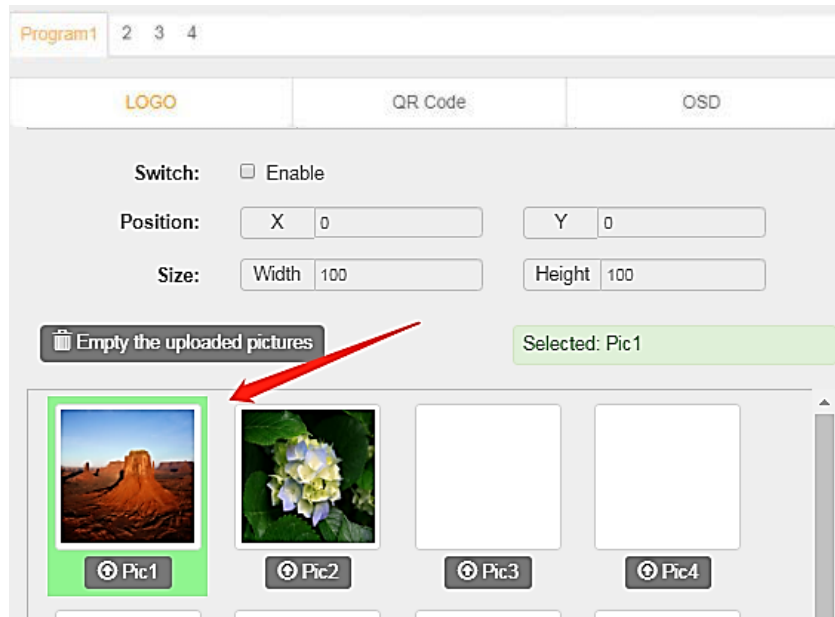 Program1 2 3 4
LOGO QR Code OSD
Switch: Enable
Position: X 0 Y 0
Size: Width 100 Height 100
Empty the uploaded pictures Selected: Pic1
Pic1 Pic2 Pic3 Pic4